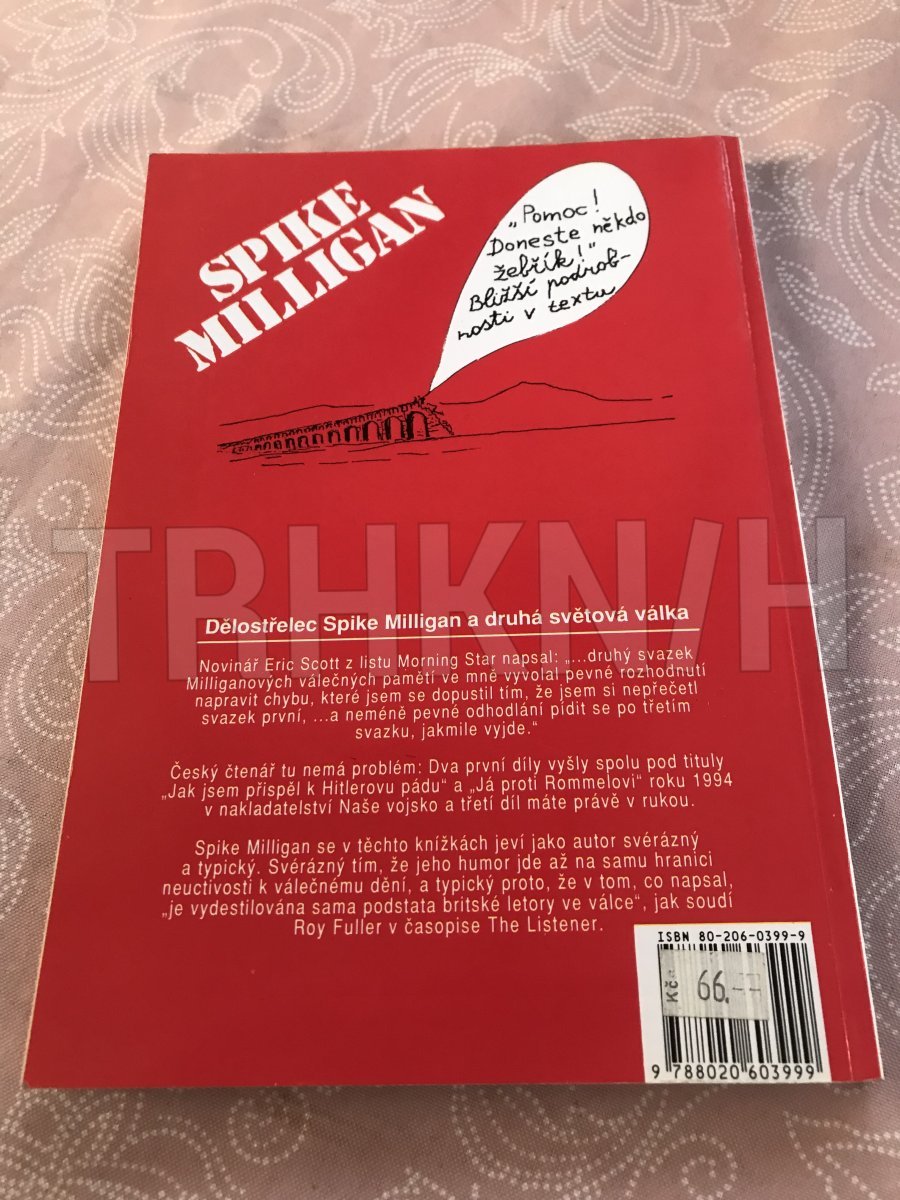 SPIKE
MILLIGAN
„Pomoc!
Doneste někdo
žebřík!"
Bližší podrob-
nosti v textu
TRHKN/H
Dělostřelec Spike Milligan a druhá světová válka
Novinář Eric Scott z listu Morning Star napsal: „...druhý svazek
Milliganových válečných pamětí ve mně vyvolal pevné rozhodnutí
napravit chybu, které jsem se dopustil tím, že jsem si nepřečetl
svazek první, ...a neméně pevné odhodlání pídit se po třetím
svazku, jakmile vyjde.“
Český čtenář tu nemá problém: Dva první díly vyšly spolu pod tituly
„Jak jsem přispěl k Hitlerovu pádu“ a „Já proti Rommelovi“ roku 1994
v nakladatelství Naše vojsko a třetí díl máte právě v rukou.
Spike Milligan se v těchto knížkách jeví jako autor svérázný
a typický. Svérázný tím, že jeho humor jde až na samu hranici
neuctivosti k válečnému dění, a typický proto, že v tom, co napsal,
„je vydestilována sama podstata britské letory ve válce“, jak soudí
Roy Fuller v časopise The Listener.
ISBN 80-206-0399-9
Kč 66.--
9 788020 603999